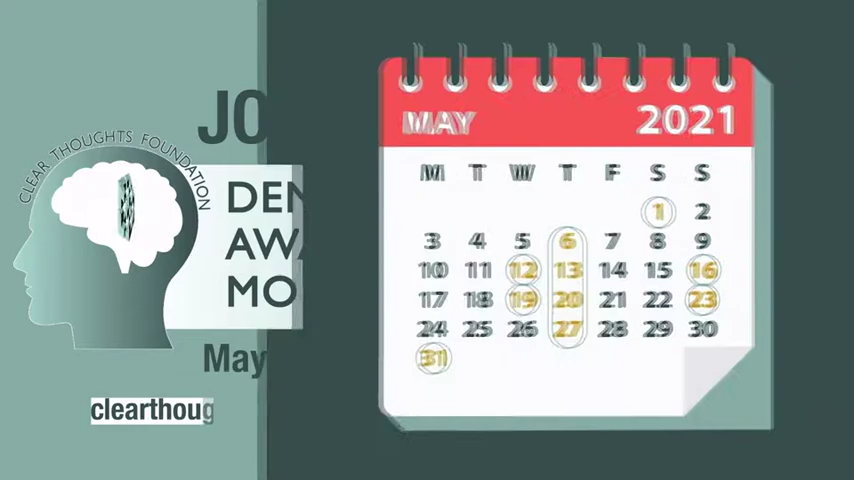 CLEAR THOUGHTS FOUNDATION
JO
DEN
AWA
MO
May
clearthoug
MAY 2021
M T W T F S S
1 2
3 4 5 6 7 8 9
10 11 12 13 14 15 16
17 18 19 20 21 22 23
24 25 26 27 28 29 30
31